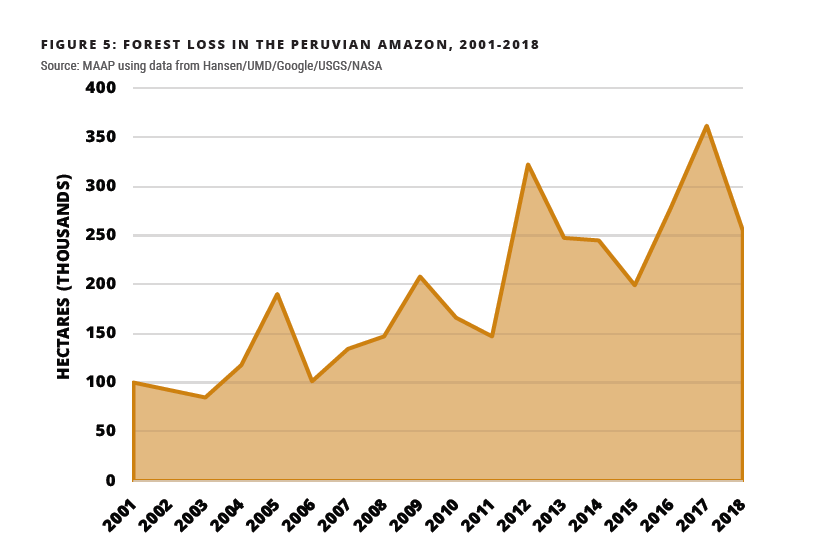 FIGURE 5: FOREST LOSS IN THE PERUVIAN AMAZON, 2001-2018
Source: MAAP using data from Hansen/UMD/Google/USGS/NASA
HECTARES (THOUSANDS)
400
350
300
250
200
150
100
50
0
2001 2002 2003 2004 2005 2006 2007 2008 2009 2010 2011 2012 2013 2014 2015 2016 2017 2018